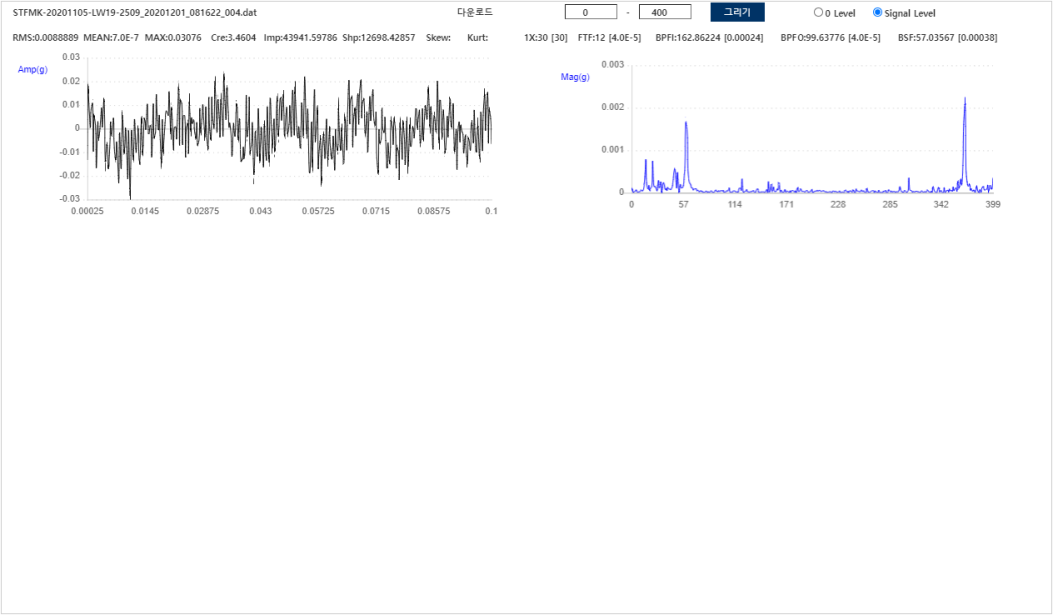 STFMK-20201105-LW19-2509_20201201_081622_004.dat 다운로드 0 - 400 그리기 0 Level Signal Level
RMS:0.0088889 MEAN:7.0E-7 MAX:0.03076 Cre:3.4604 Imp:43941.59786 Shp:12698.42857 Skew: Kurt: 1X:30 [30] FTF:12 [4.0E-5] BPFI:162.86224 [0.00024] BPFO:99.63776 [4.0E-5] BSF:57.03567 [0.00038]
Amp(g)
0.03
0.02
0.01
0
-0.01
-0.02
-0.03
0.00025 0.0145 0.02875 0.043 0.05725 0.0715 0.08575 0.1
Mag(g)
0.003
0.002
0.001
0
0 57 114 171 228 285 342 399